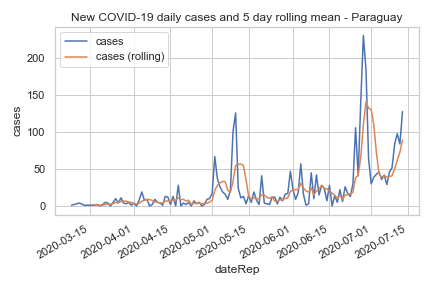 New COVID-19 daily cases and 5 day rolling mean - Paraguay
cases
cases (rolling)
200
150
100
50
0
cases
2020-03-15
2020-04-01
2020-04-15
2020-05-01
2020-05-15
2020-06-01
2020-06-15
2020-07-01
2020-07-15
dateRep